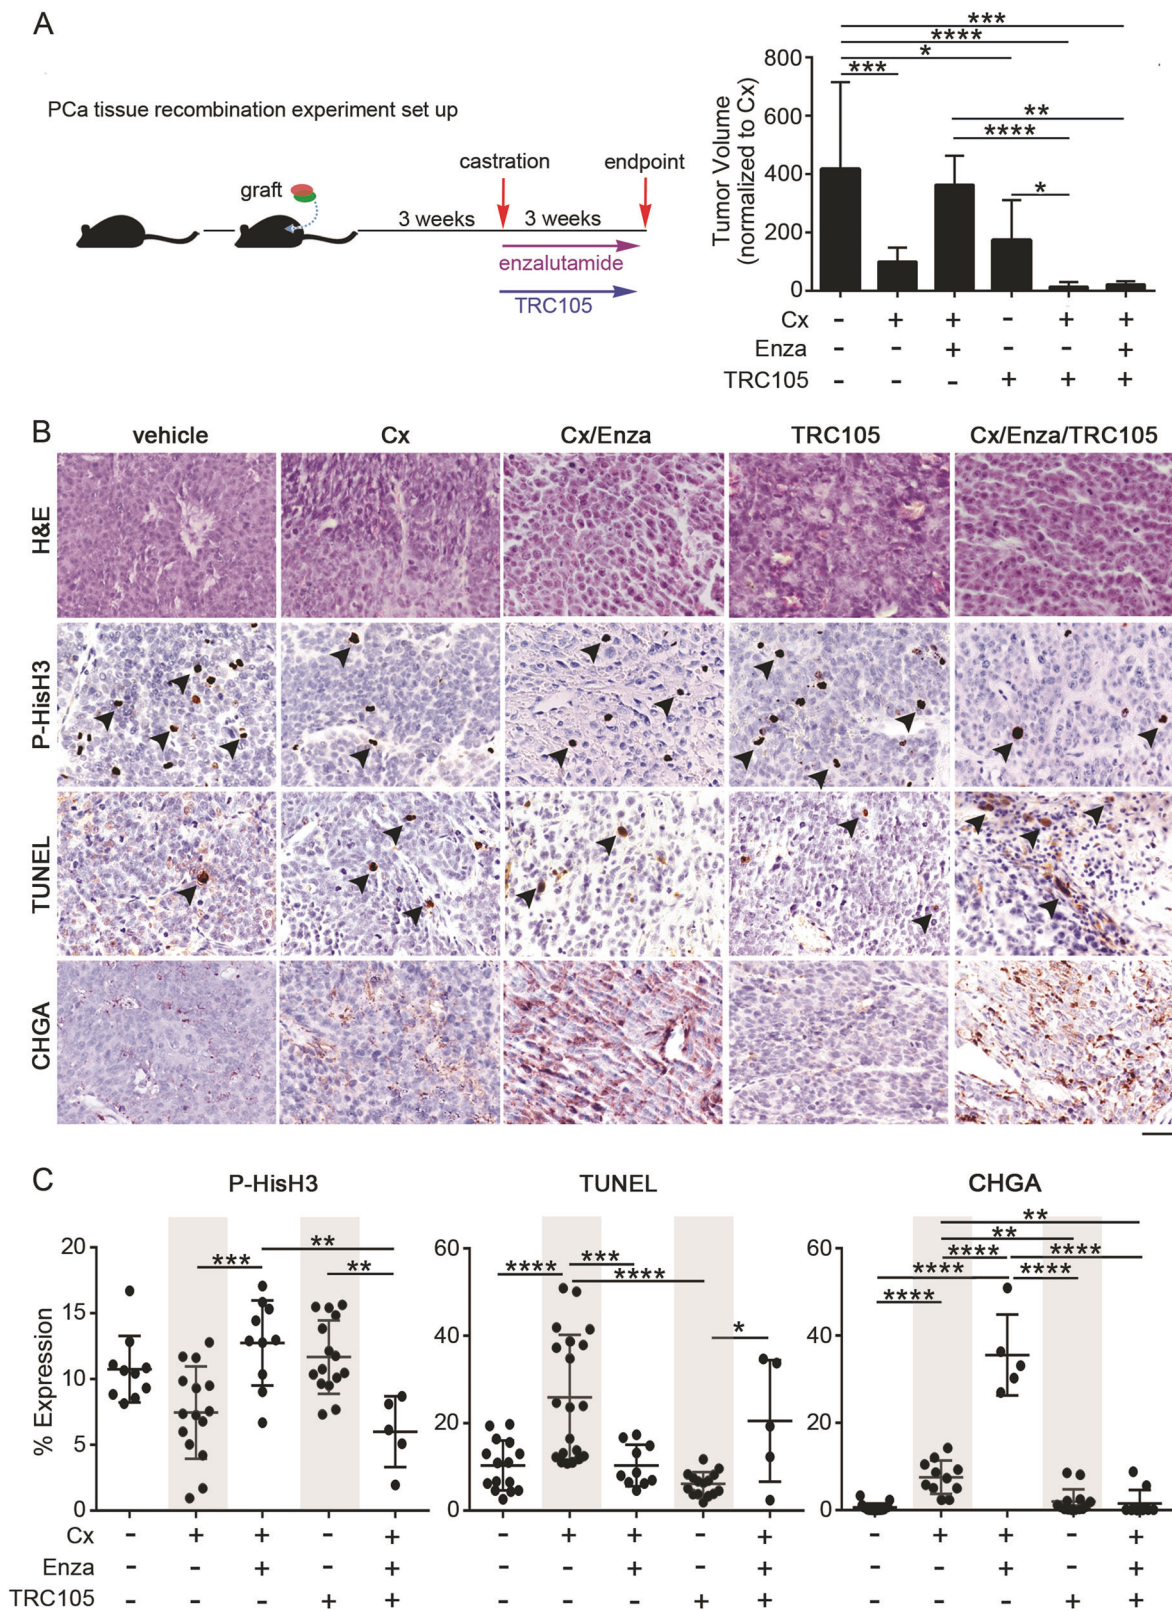 A
PCa tissue recombination experiment set up
graft
castration
endpoint
3 weeks
3 weeks
enzalutamide
TRC105
Tumor Volume
(normalized to Cx)
800
600
400
200
0
***
****
*
***
**
****
*
Cx - + + - + +
Enza - - + - - +
TRC105 - - - + + +
B
vehicle Cx Cx/Enza TRC105 Cx/Enza/TRC105
H&E
P-HisH3
TUNEL
CHGA
C
P-HisH3 TUNEL CHGA
% Expression
20
15
10
5
0
***
**
**
60
40
20
0
****
***
****
*
60
40
20
0
**
**
**** ****
**** ****
****
Cx - + + - + - + + - + - + + - +
Enza - - + - + - - + - + - - + - +
TRC105 - - - + + - - - + + - - - + +